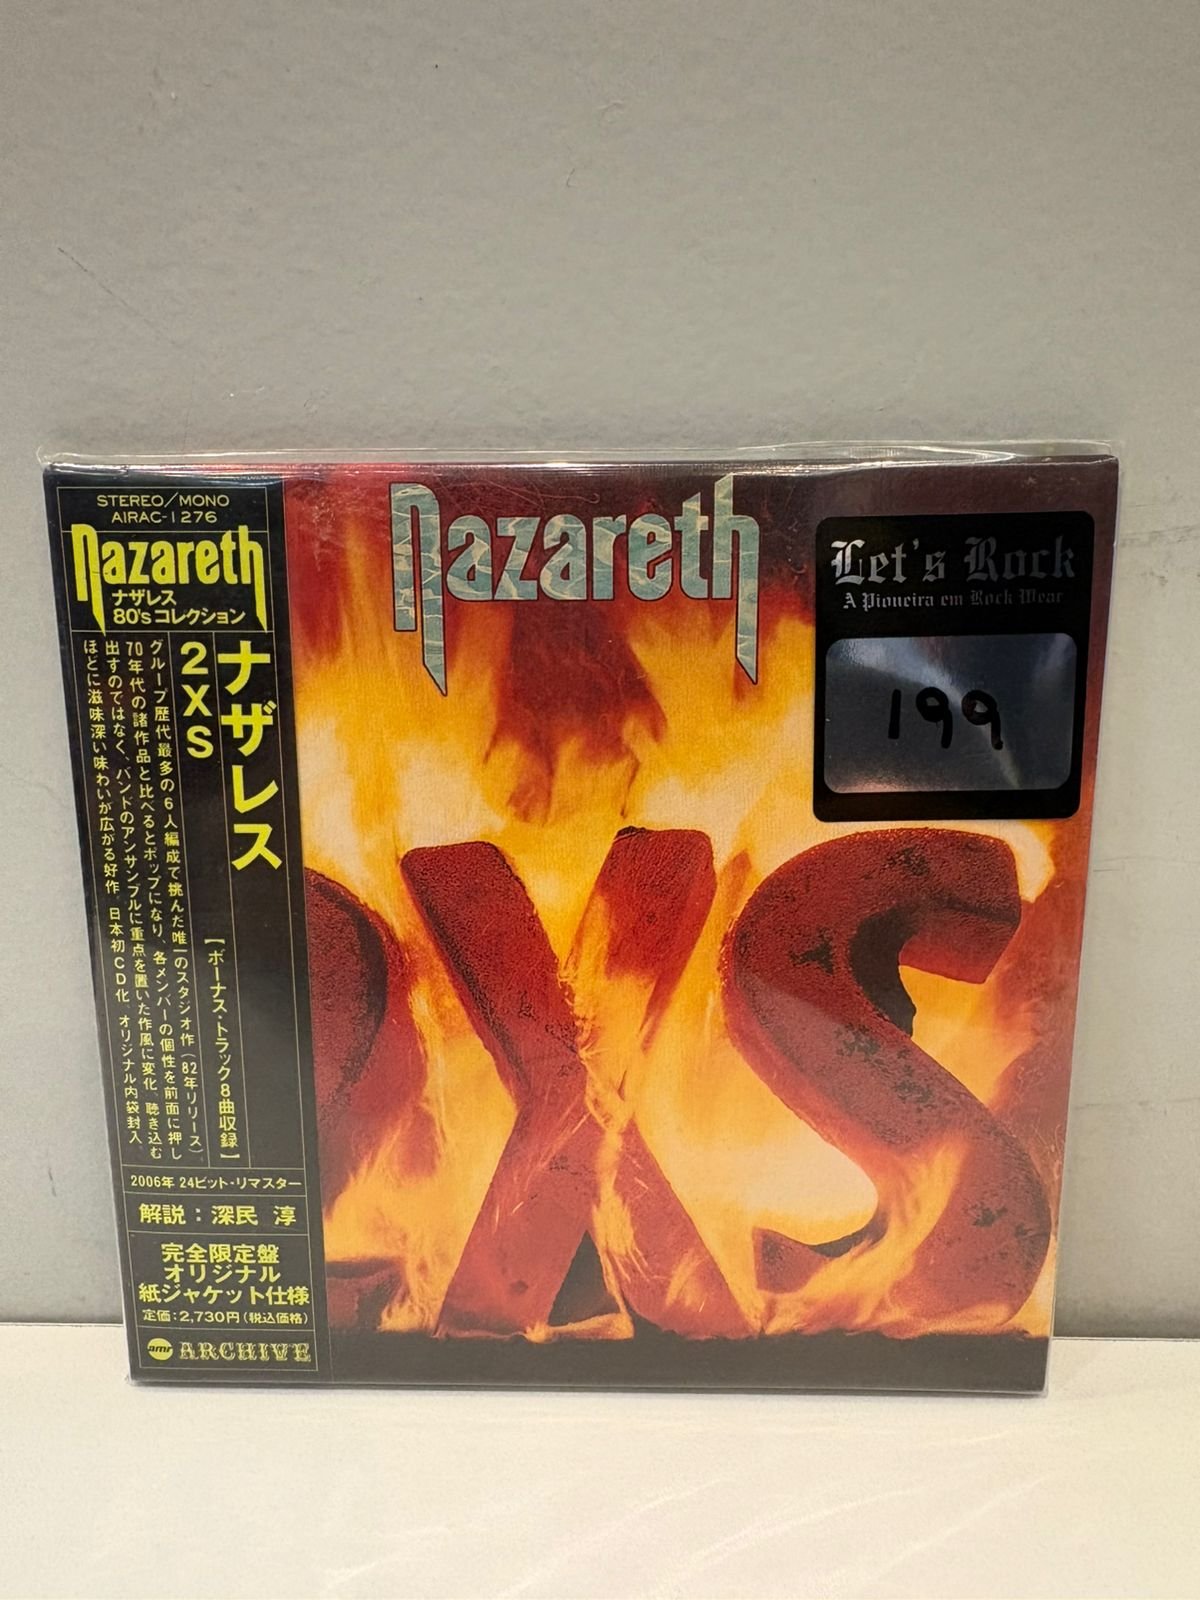 STEREO/MONO
AIRAC-1276
nazareth
ナザレス
80'sコレクション
ナザレス
2XS
【ボーナス・トラック8曲収録】
グループ歴代最多の6人編成で挑んだ唯一のスタジオ作(82年リリース)
70年代の諸作品と比べるとポップになり、各メンバーの個性を前面に押し
出すのではなく、バンドのアンサンブルに重点を置いた作風に変化、聴き込む
ほどに滋味深い味わいが広がる好作 日本初CD化 オリジナル内袋封入
2006年 24ビット・リマスター
解説：深民 淳
完全限定盤
オリジナル
紙ジャケット仕様
定価：2,730円(税込価格)
amr ARCHIVE
nazareth
2XS
Let's Rock
A Pioneira em Rock Wear
199